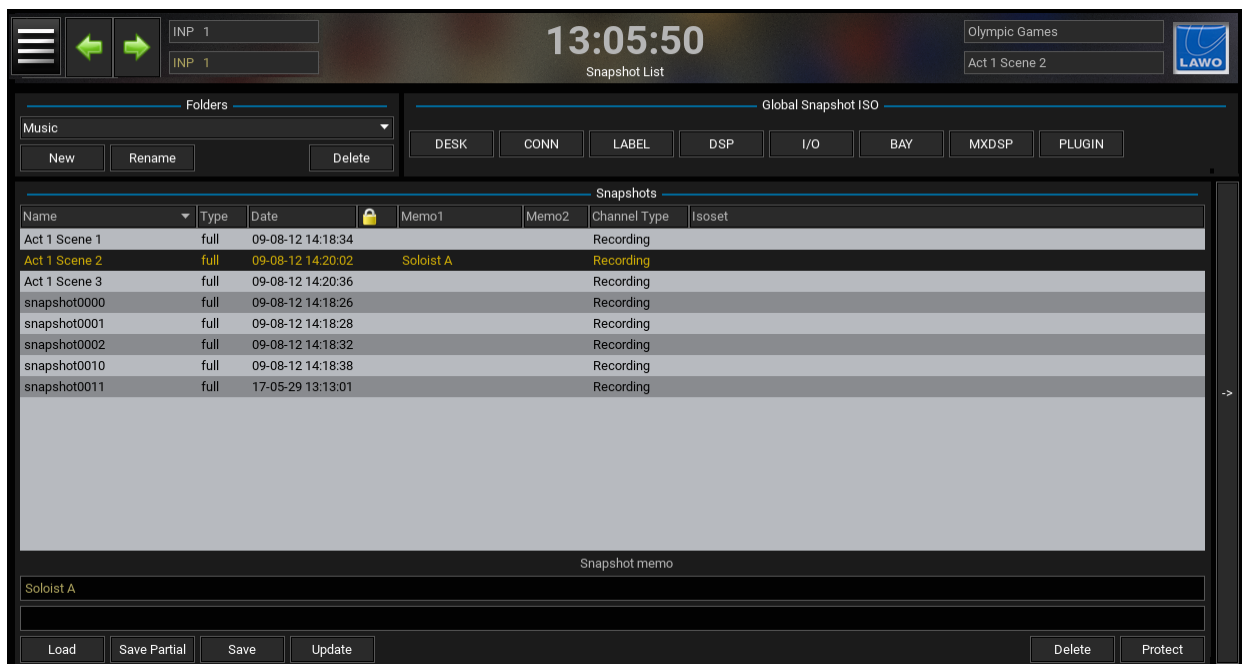 INP 1
INP 1
13:05:50
Snapshot List
Olympic Games
Act 1 Scene 2
LAWO
Folders
Music
New Rename Delete
Global Snapshot ISO
DESK CONN LABEL DSP I/O BAY MXDSP PLUGIN
Snapshots
Name Type Date Memo1 Memo2 Channel Type Isoset
Act 1 Scene 1 full 09-08-12 14:18:34 Recording
Act 1 Scene 2 full 09-08-12 14:20:02 Soloist A Recording
Act 1 Scene 3 full 09-08-12 14:20:36 Recording
snapshot0000 full 09-08-12 14:18:26 Recording
snapshot0001 full 09-08-12 14:18:28 Recording
snapshot0002 full 09-08-12 14:18:32 Recording
snapshot0010 full 09-08-12 14:18:38 Recording
snapshot0011 full 17-05-29 13:13:01 Recording
->
Snapshot memo
Soloist A
Load Save Partial Save Update Delete Protect